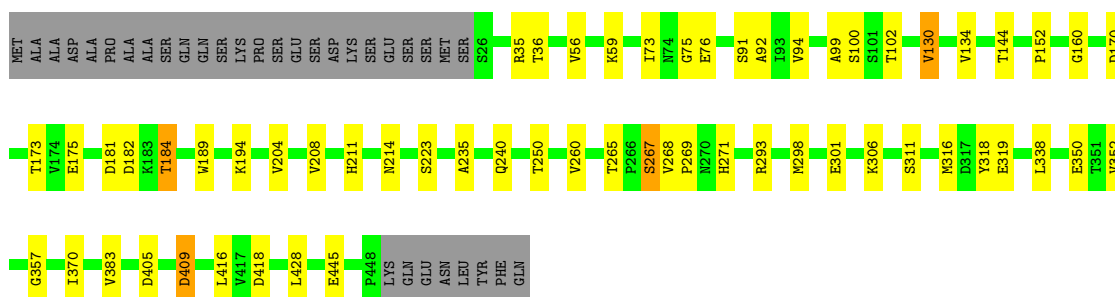 MET ALA ALA ASP ALA PRO ALA ALA ALA SER GLN GLN SER LYS PRO SER GLU SER SER ASP LYS SER SER GLU SER SER MET SER S26 R35 T36 V56 K59 I73 N74 G75 E76 S91 A92 I93 V94 A99 S100 S101 T102 V130 V134 T144 P152 G160
T173 V174 E175 D181 D182 K183 T184 W189 K194 V204 V208 H211 N214 S223 A235 Q240 T250 V260 T265 P266 S267 V268 P269 N270 H271 R293 M298 E301 K306 S311 M316 D317 Y318 E319 L338 E350 T351
G357 I370 V383 D405 D409 L416 V417 D418 L428 E445 P448 LYS GLN GLU ASN LEU TYR PHE GLN